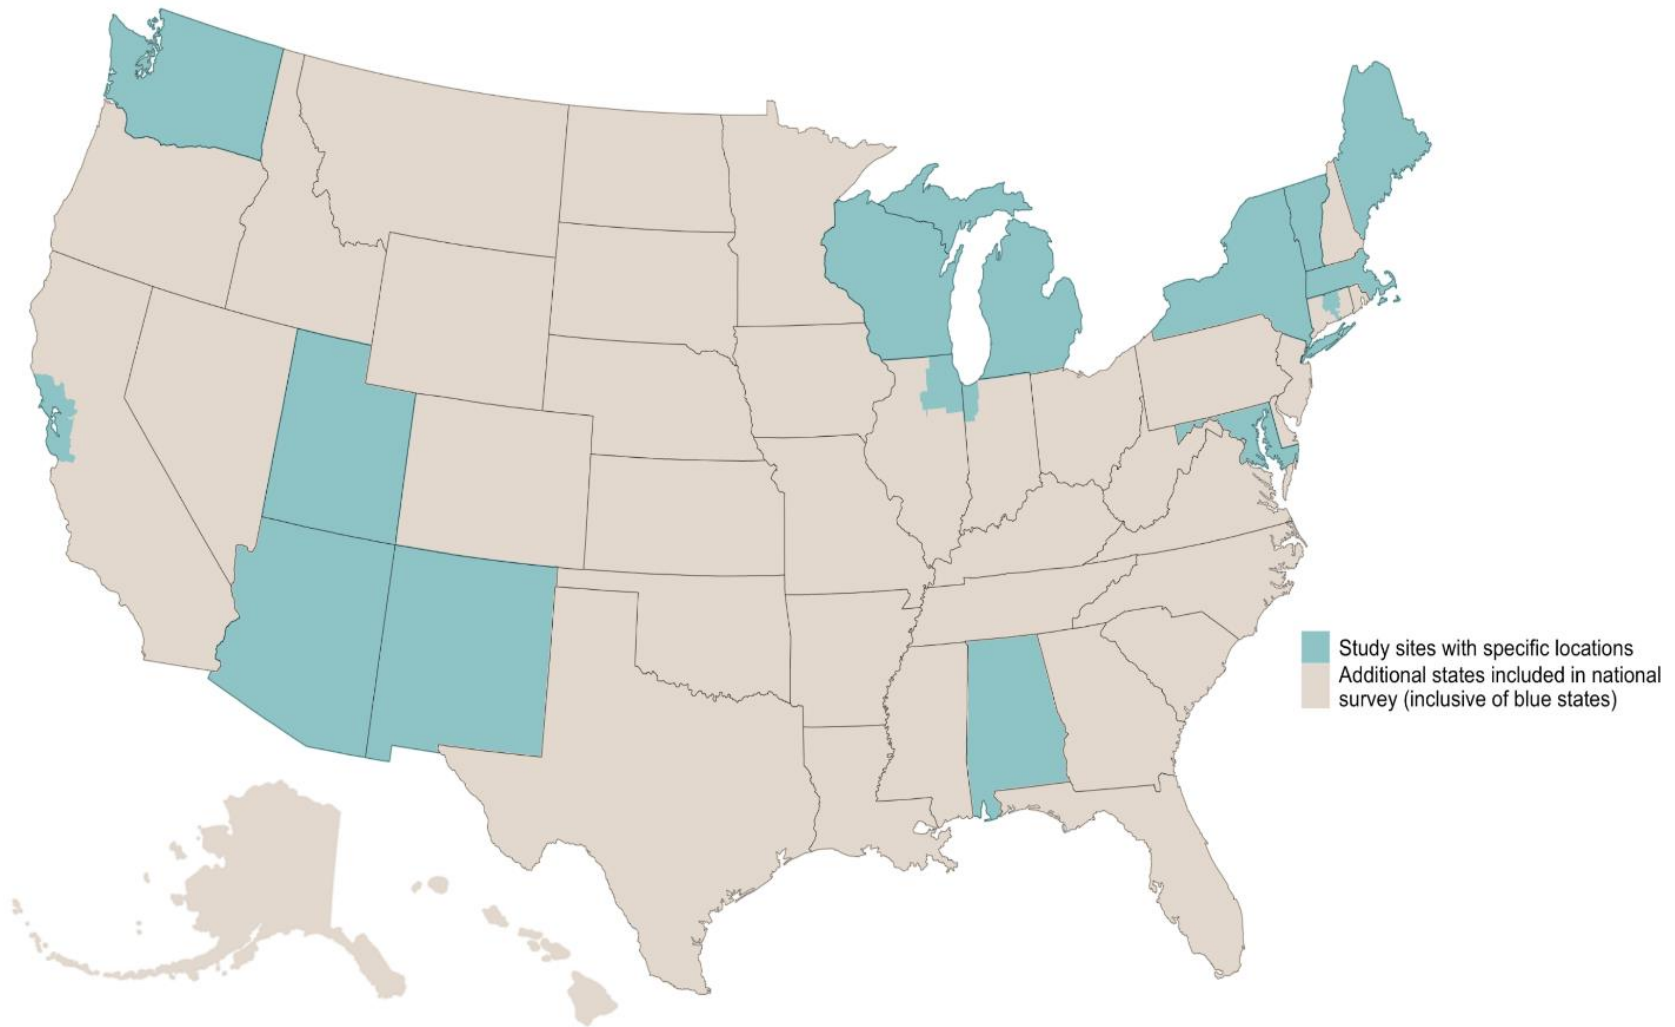 Study sites with specific locations
Additional states included in national
survey (inclusive of blue states)